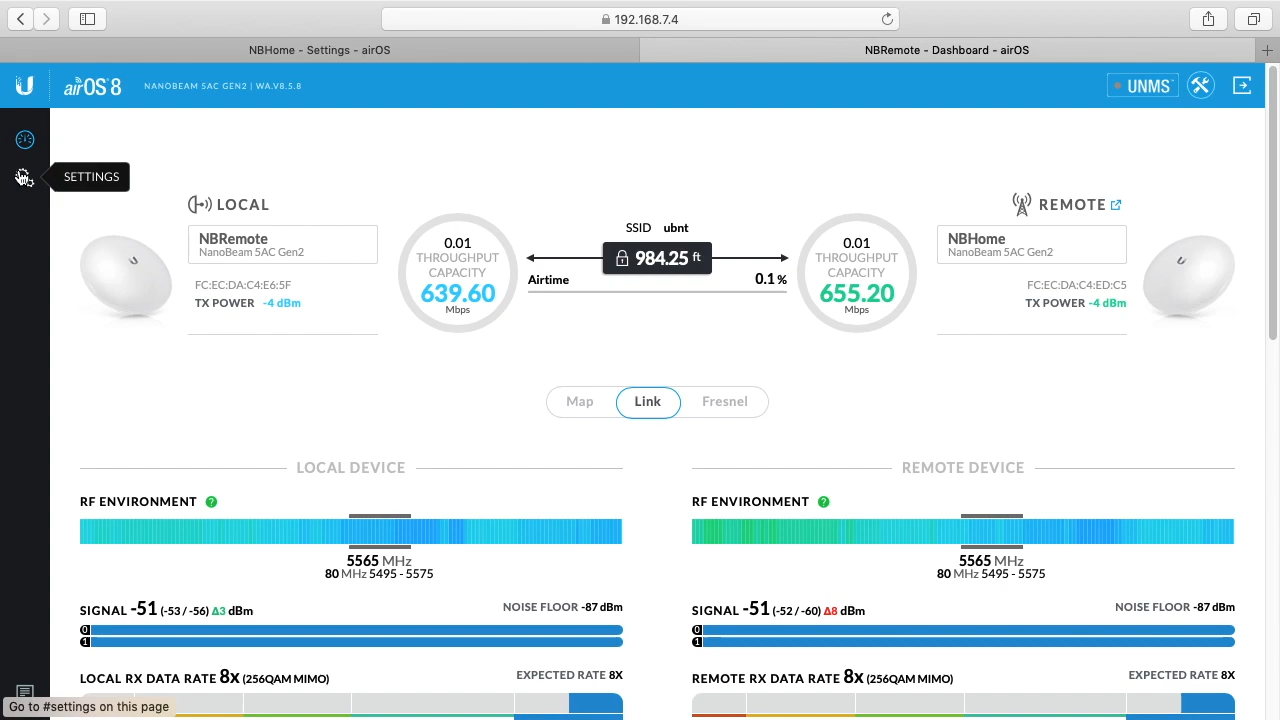 192.168.7.4
NBHome - Settings - airOS
NBRemote - Dashboard - airOS
airOS 8
NANOBEAM 5AC GEN2 | WA.V8.5.8
UNMS
SETTINGS
LOCAL
NBRemote
NanoBeam 5AC Gen2
FC:EC:DA:C4:E6:5F
TX POWER -4 dBm
0.01
THROUGHPUT
CAPACITY
639.60
Mbps
SSID ubnt
984.25 ft
Airtime 0.1 %
0.01
THROUGHPUT
CAPACITY
655.20
Mbps
REMOTE
NBHome
NanoBeam 5AC Gen2
FC:EC:DA:C4:ED:C5
TX POWER -4 dBm
Map Link Fresnel
LOCAL DEVICE
RF ENVIRONMENT ?
5565 MHz
80 MHz 5495 - 5575
SIGNAL -51 (-53 / -56) Δ3 dBm NOISE FLOOR -87 dBm
0
1
LOCAL RX DATA RATE 8x (256QAM MIMO) EXPECTED RATE 8X
REMOTE DEVICE
RF ENVIRONMENT ?
5565 MHz
80 MHz 5495 - 5575
SIGNAL -51 (-52 / -60) Δ8 dBm NOISE FLOOR -87 dBm
0
1
REMOTE RX DATA RATE 8x (256QAM MIMO) EXPECTED RATE 8X
Go to #settings on this page